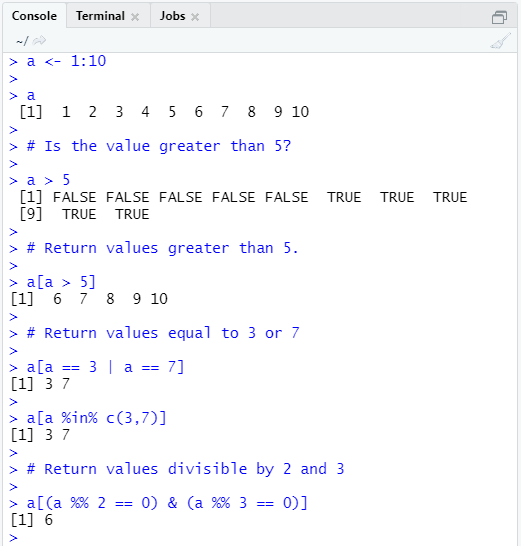 Console Terminal Jobs
~/
> a <- 1:10
>
> a
 [1]  1  2  3  4  5  6  7  8  9 10
>
> # Is the value greater than 5?
>
> a > 5
 [1] FALSE FALSE FALSE FALSE FALSE  TRUE  TRUE  TRUE
 [9]  TRUE  TRUE
>
> # Return values greater than 5.
>
> a[a > 5]
[1]  6  7  8  9 10
>
> # Return values equal to 3 or 7
>
> a[a == 3 | a == 7]
[1] 3 7
>
> a[a %in% c(3,7)]
[1] 3 7
>
> # Return values divisible by 2 and 3
>
> a[(a %% 2 == 0) & (a %% 3 == 0)]
[1] 6
>